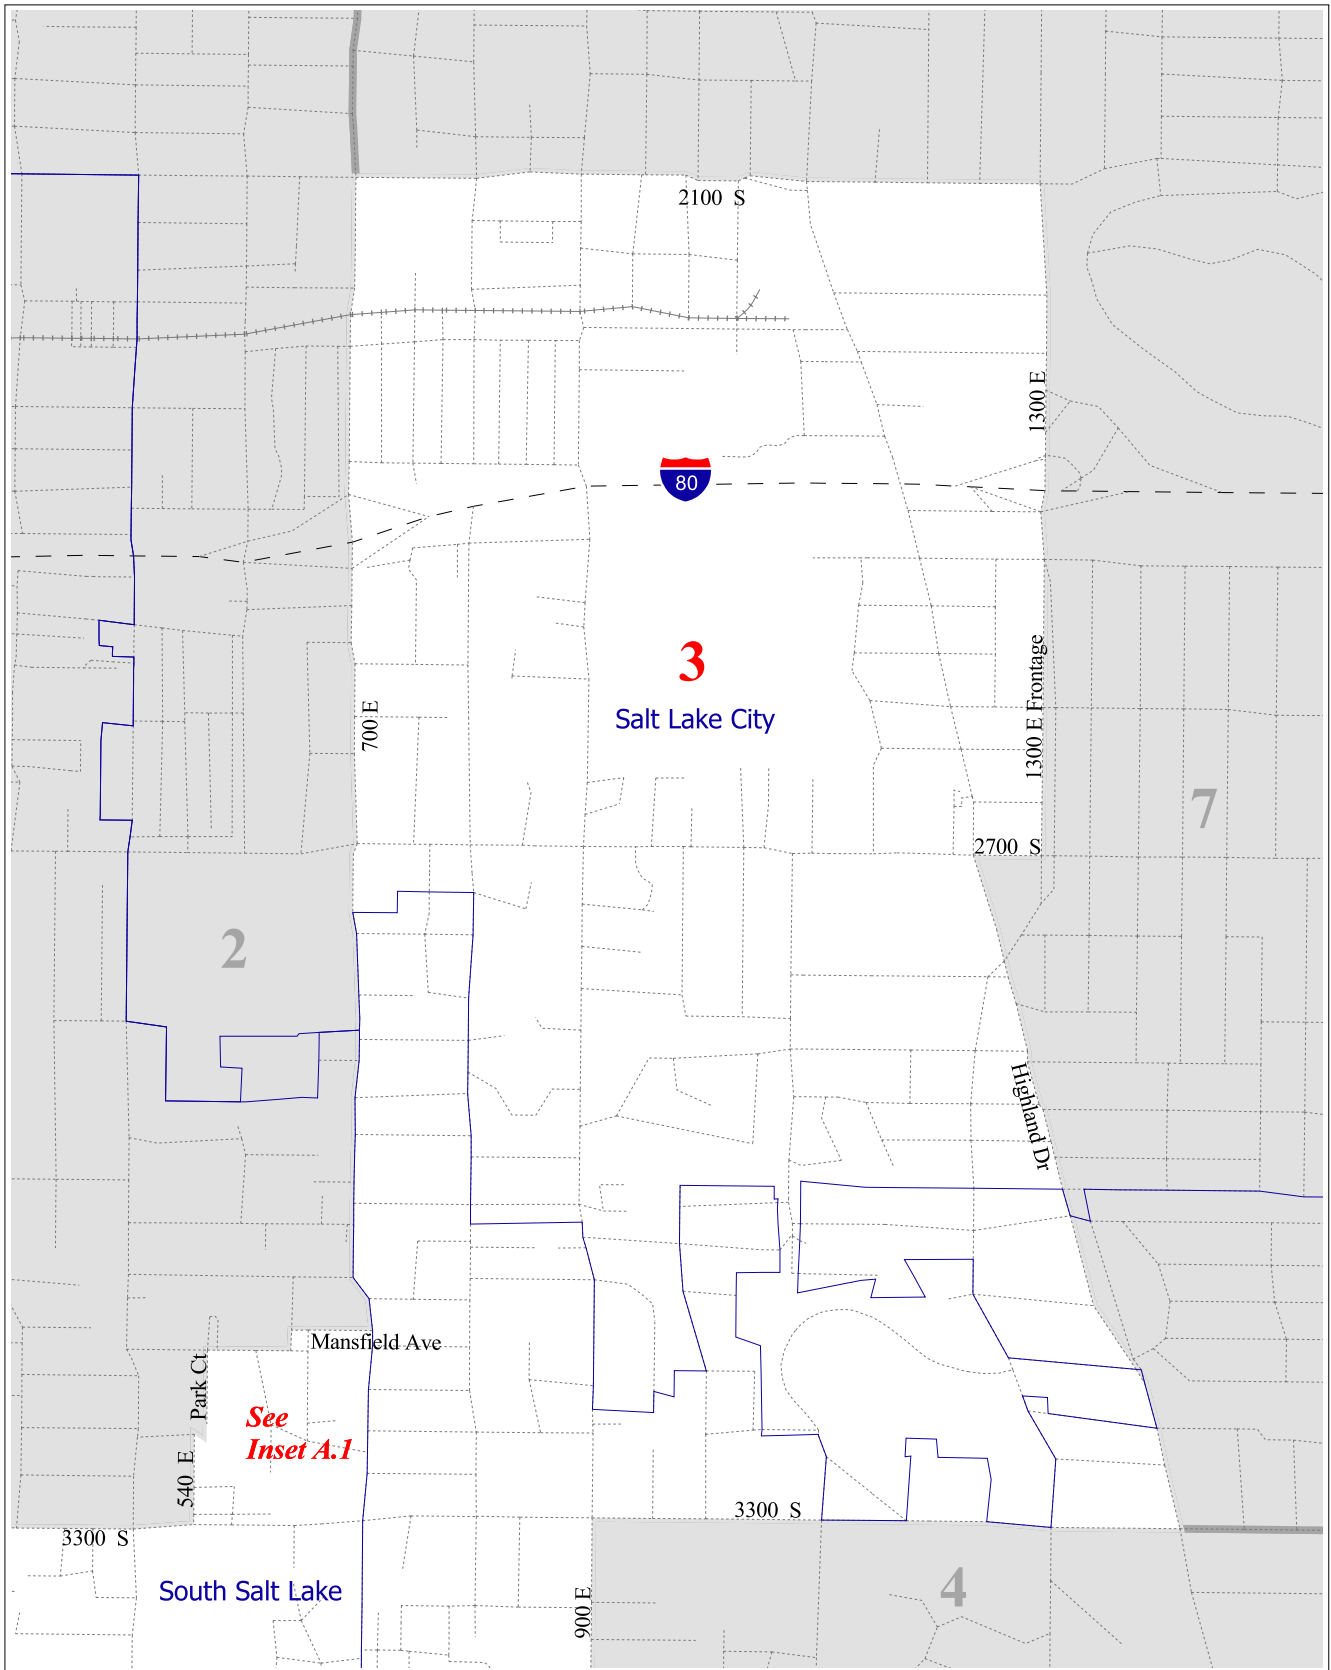 2100  S
1300 E
80
3
1300 E Frontage
Salt Lake City
700 E
7
2700  S
2
Highland Dr
Mansfield Ave
Park Ct
See
Inset A.1
540  E
3300  S
3300  S
South Salt Lake
900 E
4